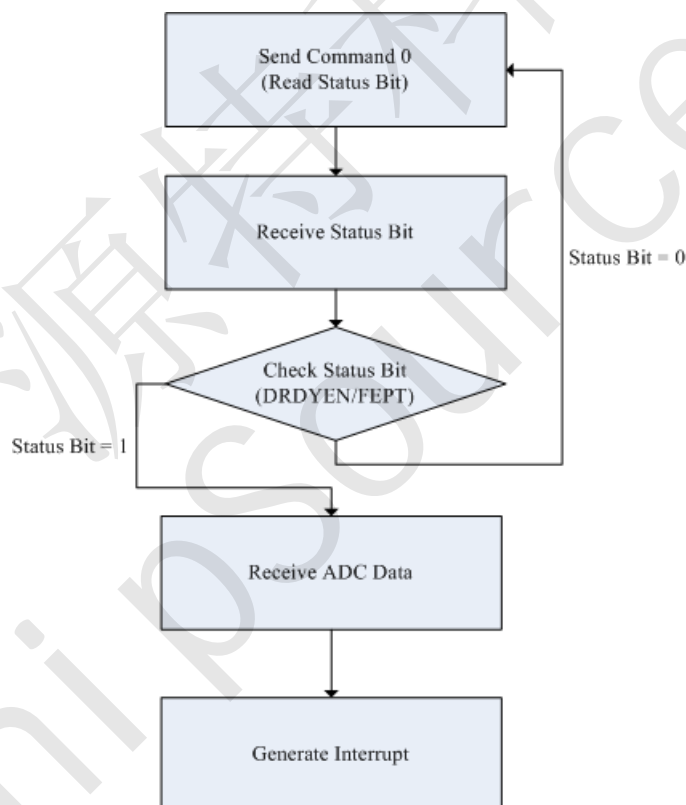 Send Command 0
(Read Status Bit)
Receive Status Bit
Status Bit = 0
Check Status Bit
(DRDYEN/FEPT)
Status Bit = 1
Receive ADC Data
Generate Interrupt